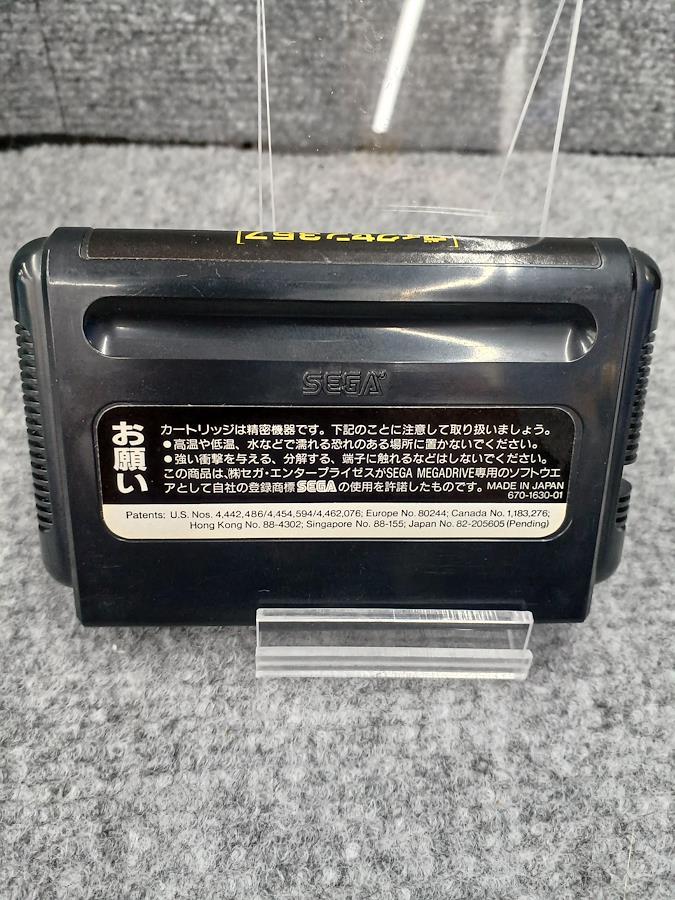 [ヴィクセン357]
SEGA
お願い
カートリッジは精密機器です。下記のことに注意して取り扱いましょう。
●高温や低温、水などで濡れる恐れのある場所に置かないでください。
●強い衝撃を与える、分解する、端子に触れるなどはしないでください。
この商品は、㈱セガ・エンタープライゼスがSEGA MEGADRIVE専用のソフトウエ
アとして自社の登録商標SEGAの使用を許諾したものです。MADE IN JAPAN
670-1630-01
Patents: U.S. Nos. 4,442,486/4,454,594/4,462,076; Europe No. 80244; Canada No. 1,183,276;
Hong Kong No. 88-4302; Singapore No. 88-155; Japan No. 82-205605 (Pending)